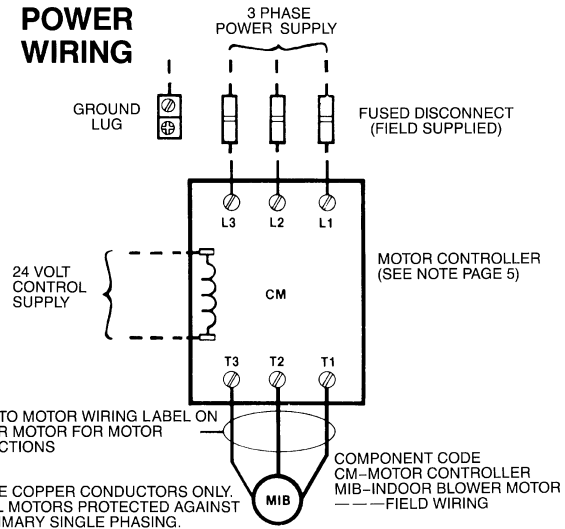 POWER
WIRING
3 PHASE
POWER SUPPLY
GROUND
LUG
FUSED DISCONNECT
(FIELD SUPPLIED)
L3 L2 L1
MOTOR CONTROLLER
(SEE NOTE PAGE 5)
24 VOLT
CONTROL
SUPPLY
CM
T3 T2 T1
TO MOTOR WIRING LABEL ON
R MOTOR FOR MOTOR
CTIONS
COMPONENT CODE
CM-MOTOR CONTROLLER
MIB-INDOOR BLOWER MOTOR
----FIELD WIRING
MIB
E COPPER CONDUCTORS ONLY.
L MOTORS PROTECTED AGAINST
IMARY SINGLE PHASING.